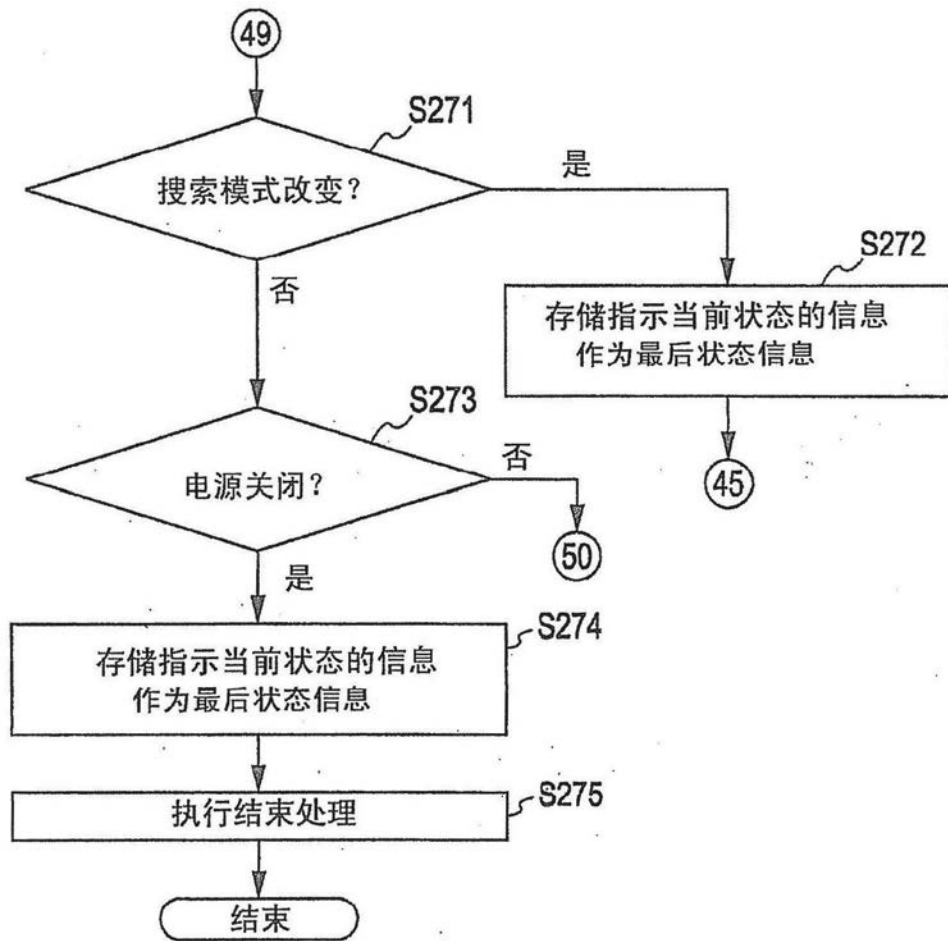 49
S271
搜索模式改变？
是
否
S272
存储指示当前状态的信息
作为最后状态信息
S273
电源关闭？
否
45
50
是
S274
存储指示当前状态的信息
作为最后状态信息
S275
执行结束处理
结束